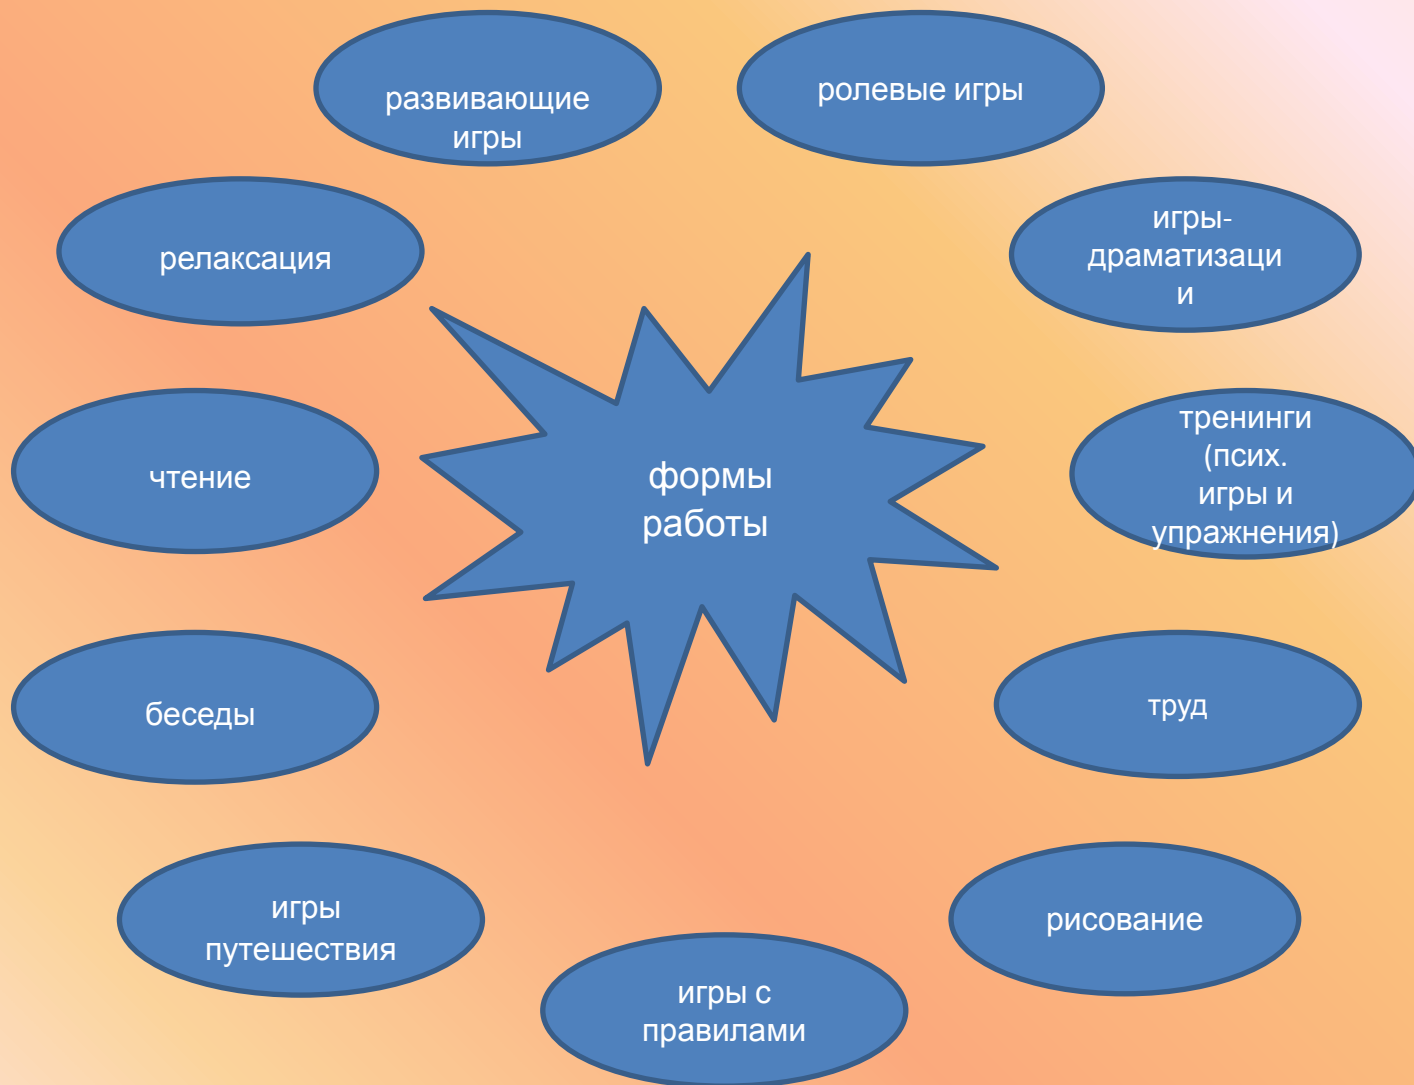 развивающие
игры
ролевые игры
релаксация
игры-
драматизаци
и
чтение
формы
работы
тренинги
(псих.
игры и
упражнения)
беседы
труд
игры
путешествия
рисование
игры с
правилами